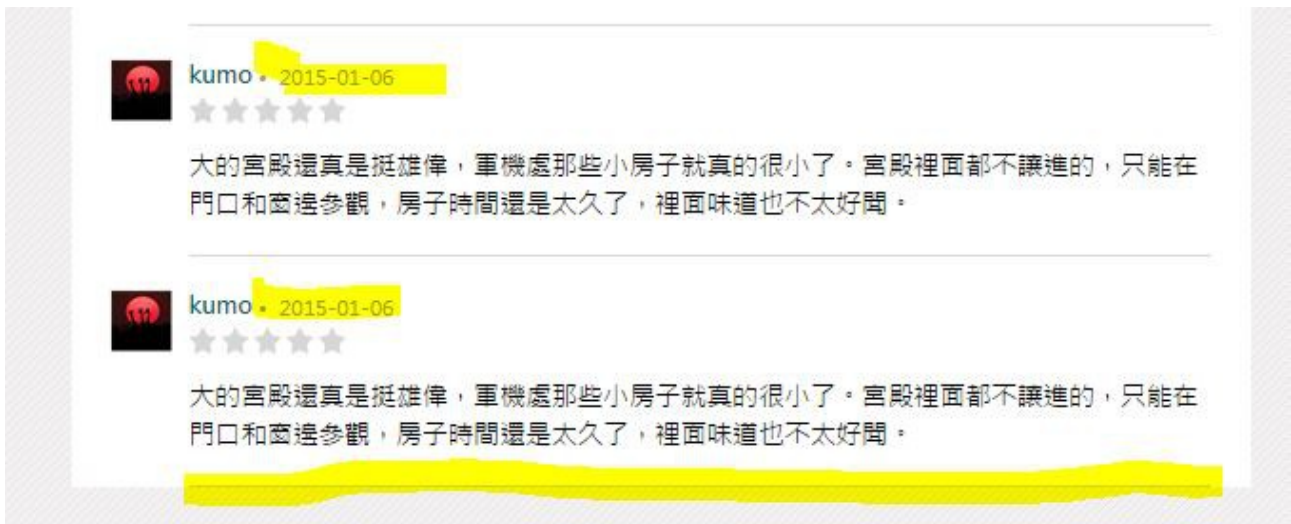 kumo • 2015-01-06
大的宮殿還真是挺雄偉，軍機處那些小房子就真的很小了。宮殿裡面都不讓進的，只能在
門口和窗邊參觀，房子時間還是太久了，裡面味道也不太好聞。
kumo • 2015-01-06
大的宮殿還真是挺雄偉，軍機處那些小房子就真的很小了。宮殿裡面都不讓進的，只能在
門口和窗邊參觀，房子時間還是太久了，裡面味道也不太好聞。